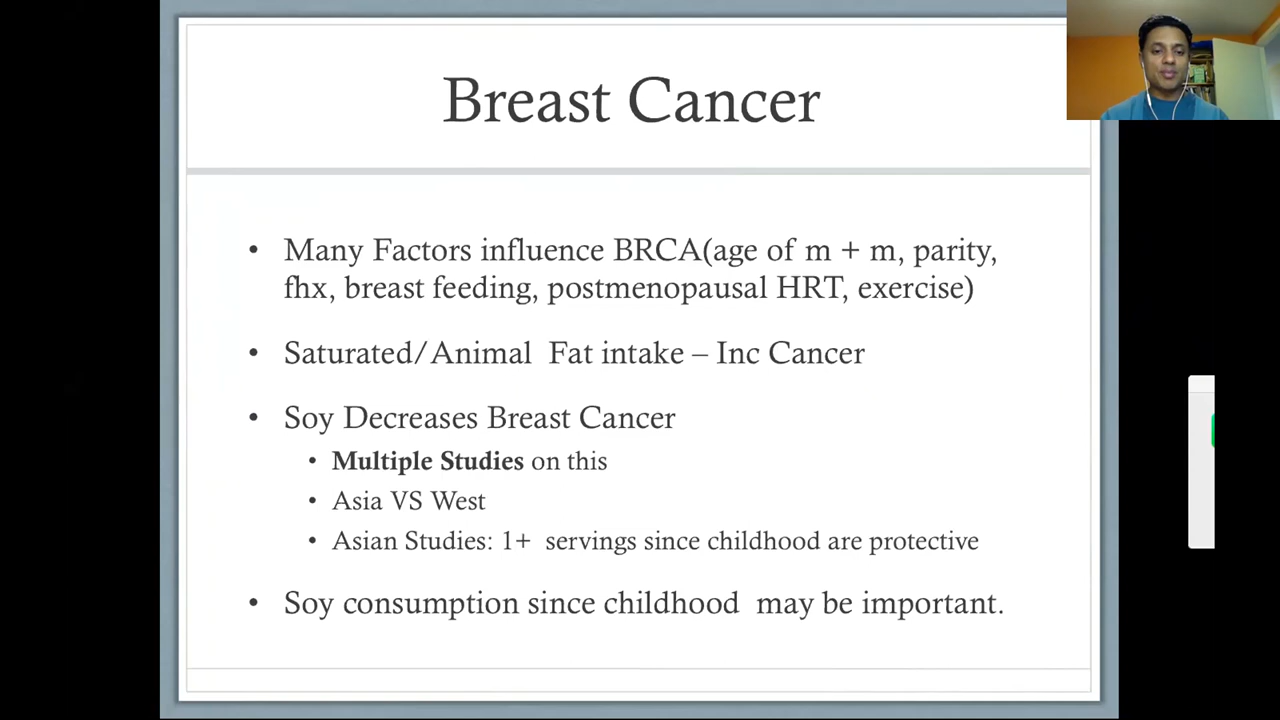 Breast Cancer
• Many Factors influence BRCA(age of m + m, parity,
fhx, breast feeding, postmenopausal HRT, exercise)
• Saturated/Animal Fat intake – Inc Cancer
• Soy Decreases Breast Cancer
• Multiple Studies on this
• Asia VS West
• Asian Studies: 1+ servings since childhood are protective
• Soy consumption since childhood may be important.